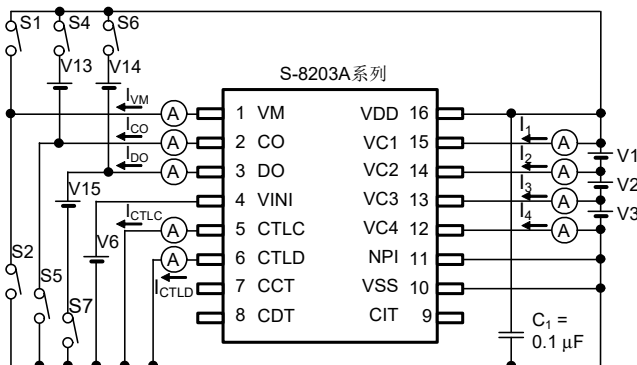 S1 S4 S6
V13 V14
S-8203A系列
IVM A 1 VM VDD 16
ICO A 2 CO VC1 15 I1 A V1
IDO A 3 DO VC2 14 I2 A V2
V15 4 VINI VC3 13 I3 A V3
ICTLC A 5 CTLC VC4 12 I4 A
S2 V6 A 6 CTLD NPI 11
ICTLD 7 CCT VSS 10
S5 S7 8 CDT CIT 9
C1 =
0.1 μF